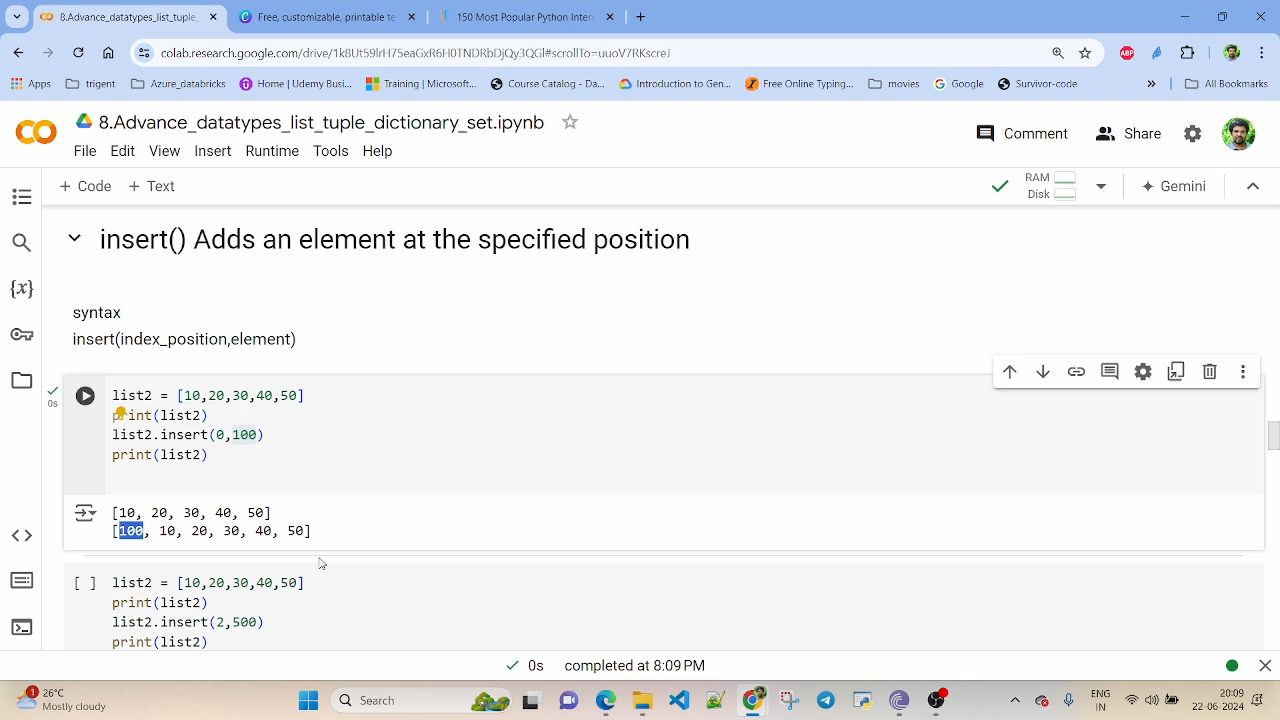 8.Advance_datatypes_list_tuple_
Free, customizable, printable te
150 Most Popular Python Interv
colab.research.google.com/drive/1k8Ut59lrH75eaGxR6H0TNDRbDjQy3QGl#scrollTo=uuoV7RKscreJ
ABP
Apps
trigent
Azure databricks
Home | Udemy Busi...
Training | Microsoft...
Course Catalog - Da...
Introduction to Gen...
Free Online Typing...
movies
Google
Survivor-code
All Bookmarks
8.Advance_datatypes_list_tuple_dictionary_set.ipynb
File Edit View Insert Runtime Tools Help
Comment
Share
+ Code + Text
RAM
Disk
Gemini
insert() Adds an element at the specified position
{x}
syntax
insert(index_position,element)
0s
list2 = [10,20,30,40,50]
print(list2)
list2.insert(0,100)
print(list2)
[10, 20, 30, 40, 50]
[100, 10, 20, 30, 40, 50]
[ ] list2 = [10,20,30,40,50]
print(list2)
list2.insert(2,500)
print(list2)
0s completed at 8:09 PM
1
26°C
Mostly cloudy
Search
ENG
IN
20:09
22-06-2024